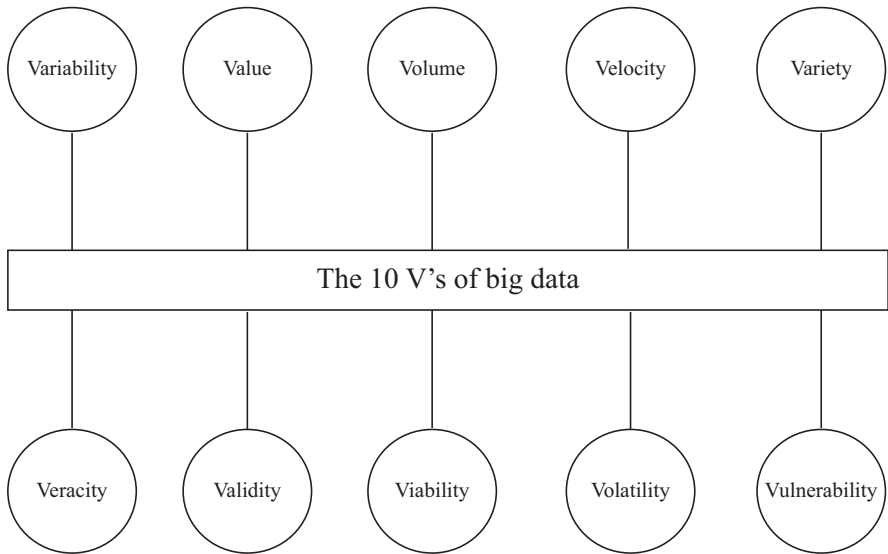 Variability
Value
Volume
Velocity
Variety
The 10 V’s of big data
Veracity
Validity
Viability
Volatility
Vulnerability